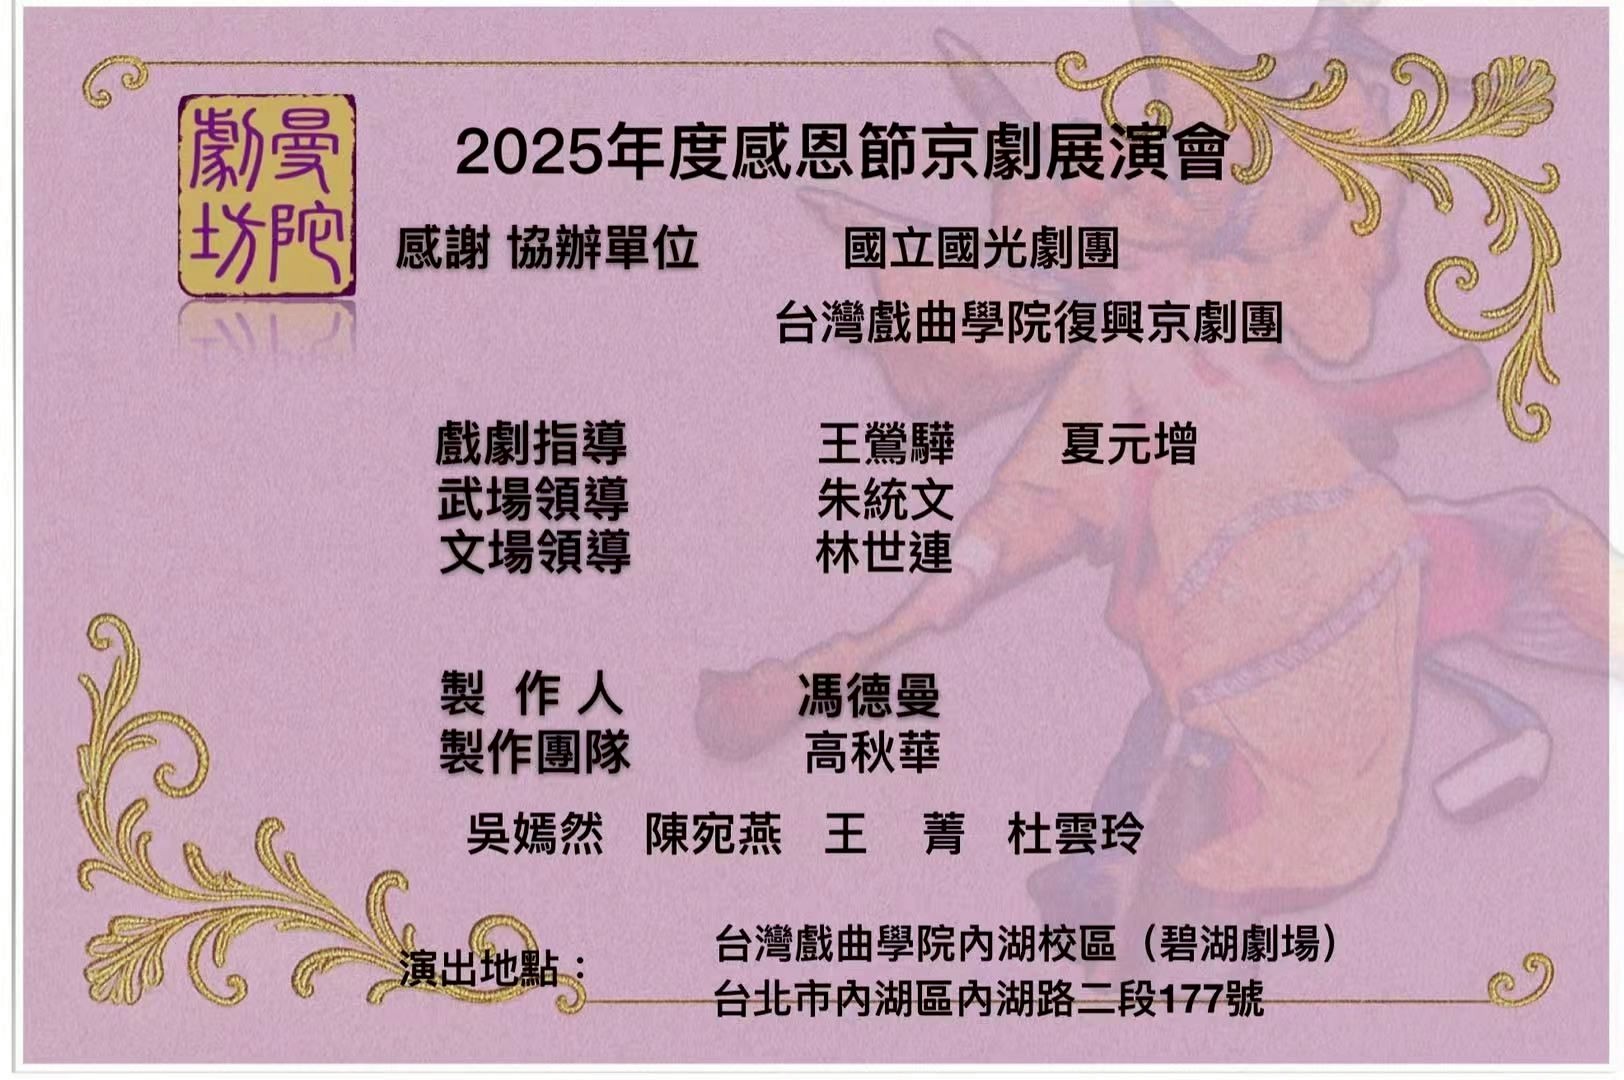 曼陀
劇坊
2025年度感恩節京劇展演會
感謝 協辦單位 國立國光劇團
台灣戲曲學院復興京劇團
戲劇指導 王鶯驊 夏元增
武場領導 朱統文
文場領導 林世連
製 作 人 馮德曼
製作團隊 高秋華
吳嫣然 陳宛燕 王 菁 杜雲玲
演出地點： 台灣戲曲學院內湖校區（碧湖劇場）
台北市內湖區內湖路二段177號